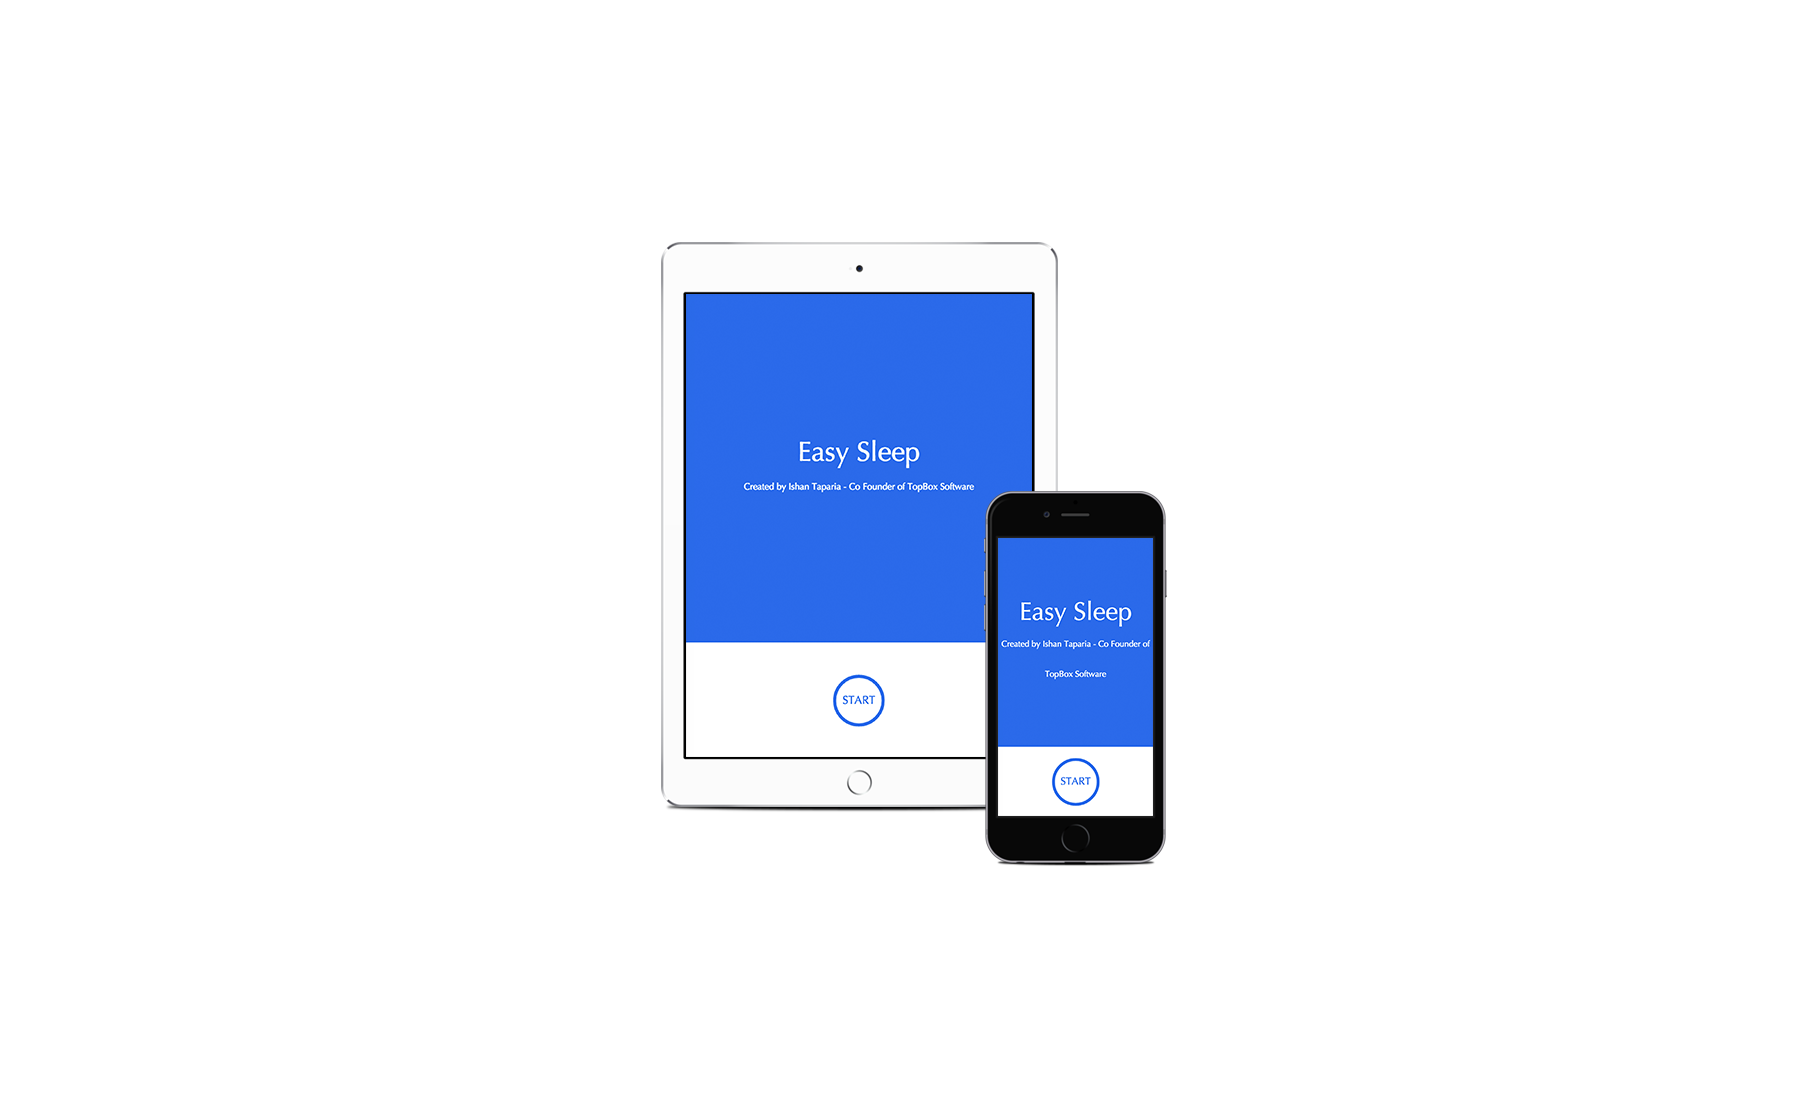 Easy Sleep
Created by Ishan Taparia - Co Founder of TopBox Software
START
Easy Sleep
Created by Ishan Taparia - Co Founder of
TopBox Software
START